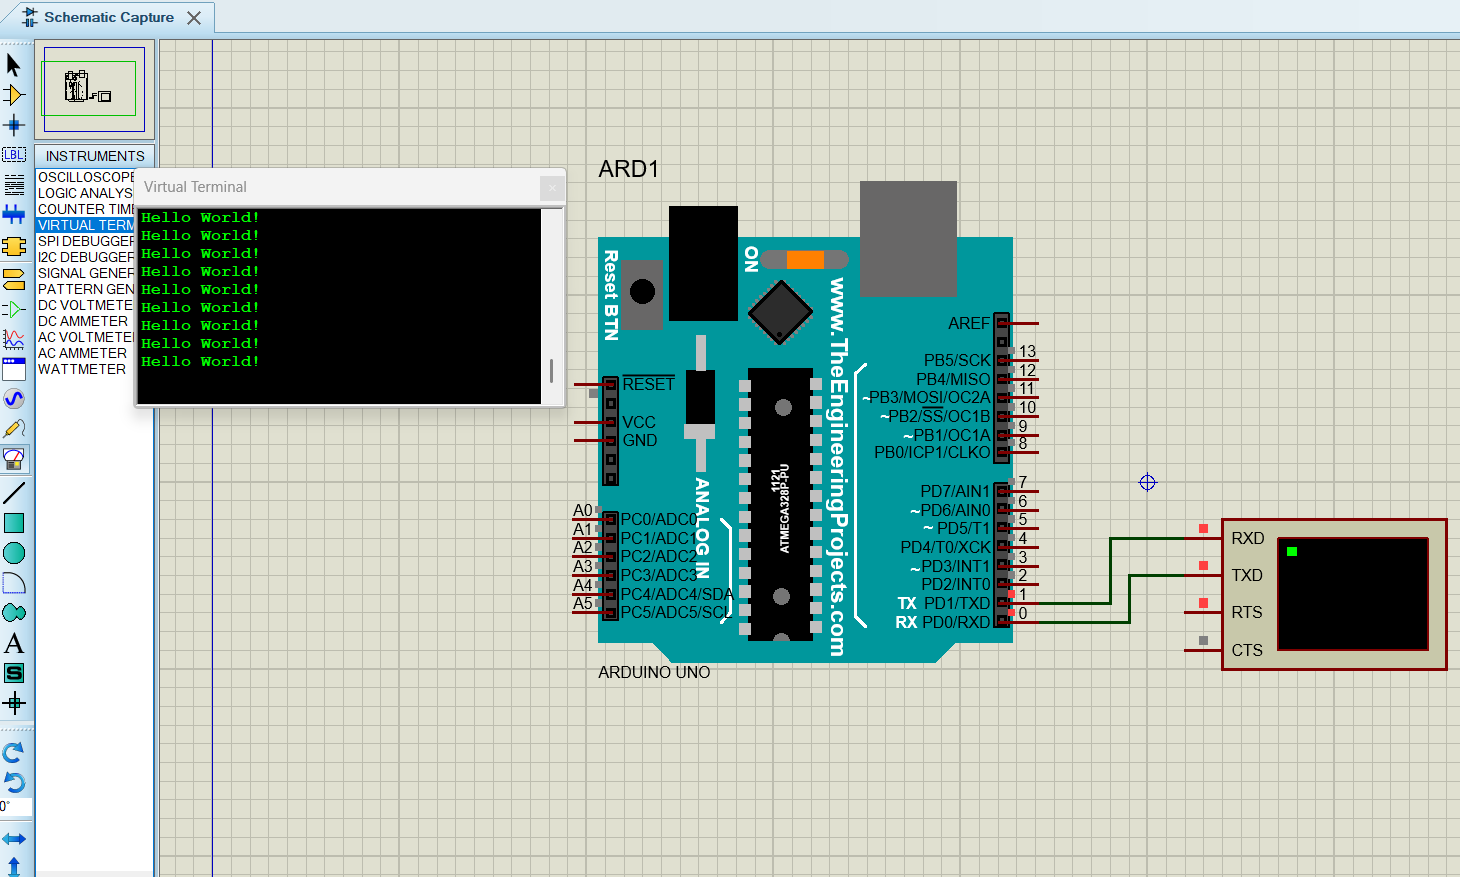 Schematic Capture
INSTRUMENTS
OSCILLOSCOPE
LOGIC ANALYS
COUNTER TIME
VIRTUAL TERM
SPI DEBUGGER
I2C DEBUGGER
SIGNAL GENER
PATTERN GEN
DC VOLTMETE
DC AMMETER
AC VOLTMETE
AC AMMETER
WATTMETER
LBL
A
S
0°
Virtual Terminal
Hello World!
Hello World!
Hello World!
Hello World!
Hello World!
Hello World!
Hello World!
Hello World!
Hello World!
ARD1
Reset BTN
ON
www.TheEngineeringProjects.com
ANALOG IN
1121
ATMEGA328P-PU
RESET
VCC
GND
A0 PC0/ADC0
A1 PC1/ADC1
A2 PC2/ADC2
A3 PC3/ADC3
A4 PC4/ADC4/SDA
A5 PC5/ADC5/SCL
AREF
PB5/SCK 13
PB4/MISO 12
~PB3/MOSI/OC2A 11
~PB2/SS/OC1B 10
~PB1/OC1A 9
PB0/ICP1/CLKO 8
PD7/AIN1 7
~PD6/AIN0 6
~PD5/T1 5
PD4/T0/XCK 4
~PD3/INT1 3
PD2/INT0 2
TX PD1/TXD 1
RX PD0/RXD 0
ARDUINO UNO
RXD
TXD
RTS
CTS